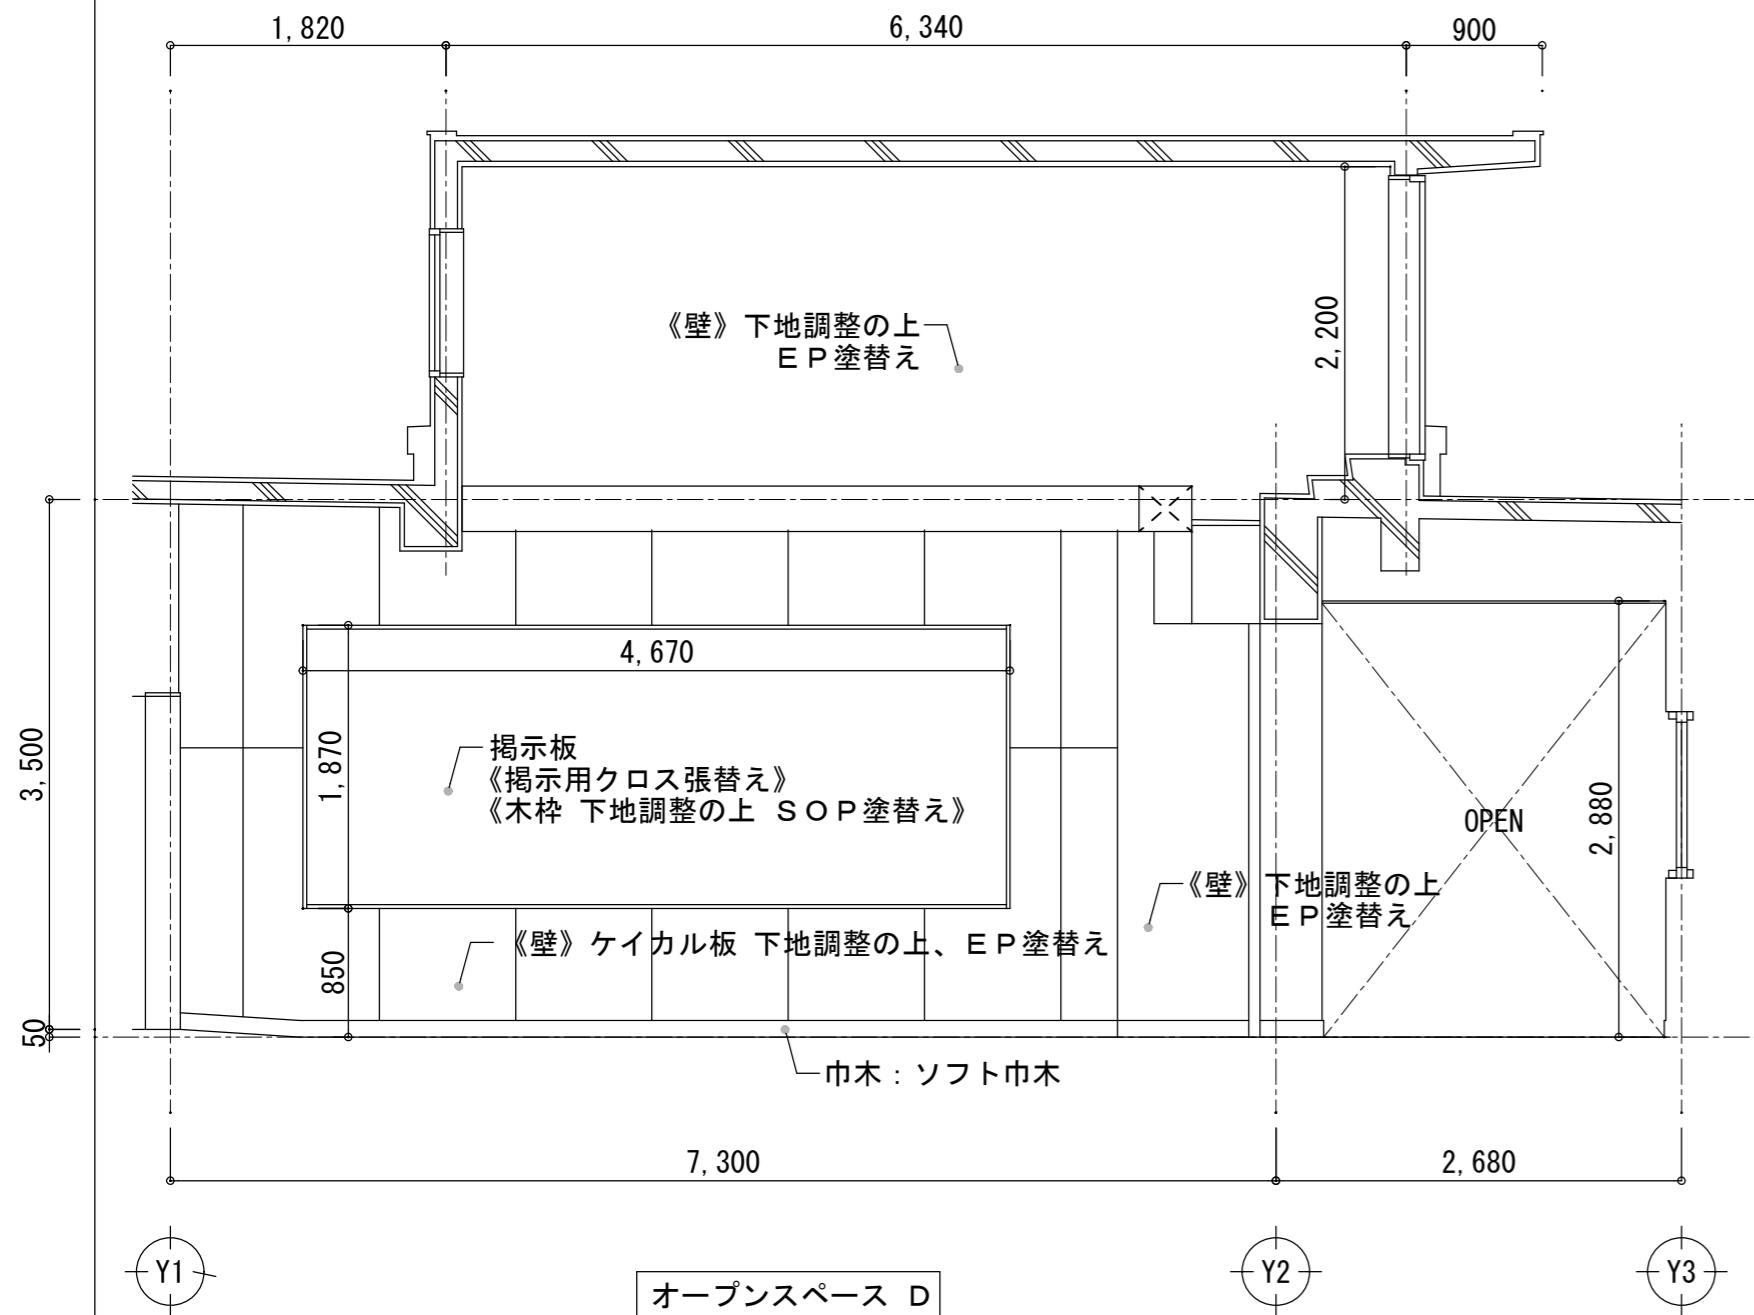 1,820
6,340
900
《壁》下地調整の上
ＥＰ塗替え
2,200
3,500
50
4,670
1,870
掲示板
《掲示用クロス張替え》
《木枠 下地調整の上 ＳＯＰ塗替え》
OPEN
2,880
《壁》下地調整の上
ＥＰ塗替え
《壁》ケイカル板 下地調整の上、ＥＰ塗替え
850
巾木：ソフト巾木
7,300
2,680
Y1
Y2
Y3
オープンスペース Ｄ